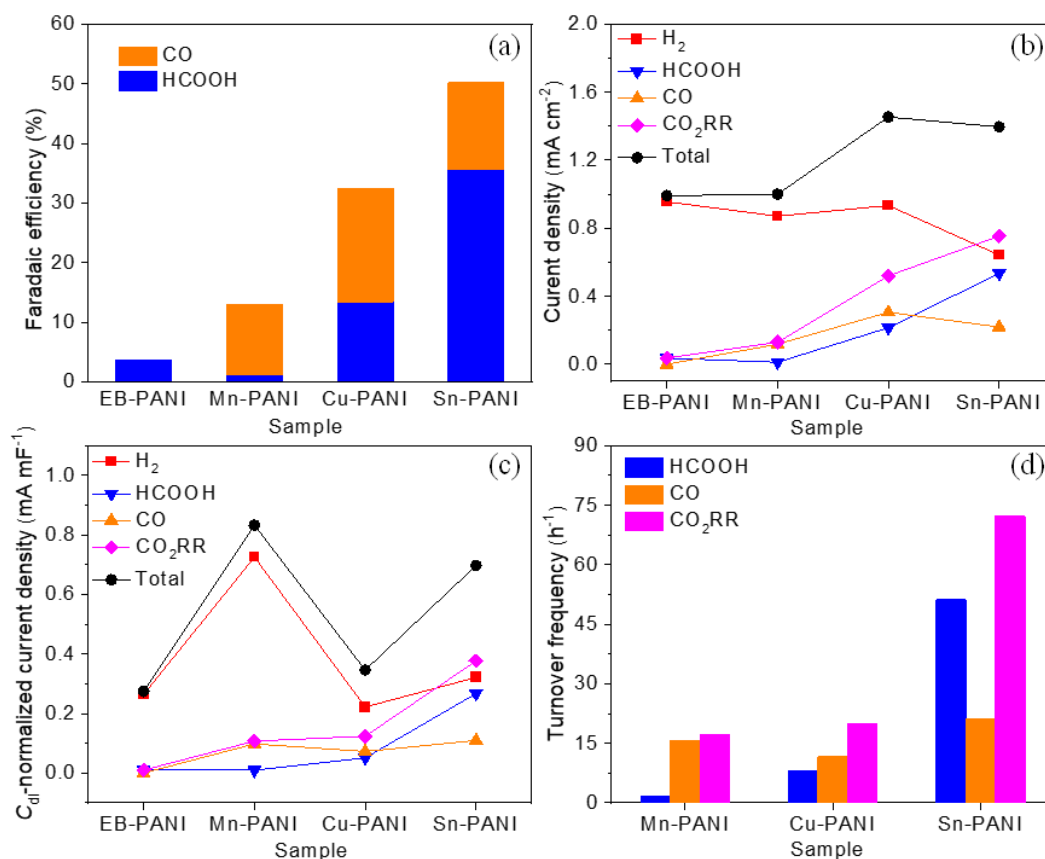 (a)
60
50
40
30
20
10
0
Faradaic efficiency (%)
CO
HCOOH
EB-PANI Mn-PANI Cu-PANI Sn-PANI
Sample
(b)
2.0
1.6
1.2
0.8
0.4
0.0
Curent density (mA cm⁻²)
H₂
HCOOH
CO
CO₂RR
Total
EB-PANI Mn-PANI Cu-PANI Sn-PANI
Sample
(c)
1.0
0.8
0.6
0.4
0.2
0.0
C_dl-normalized current density (mA mF⁻¹)
H₂
HCOOH
CO
CO₂RR
Total
EB-PANI Mn-PANI Cu-PANI Sn-PANI
Sample
(d)
90
75
60
45
30
15
0
Turnover frequency (h⁻¹)
HCOOH
CO
CO₂RR
Mn-PANI Cu-PANI Sn-PANI
Sample